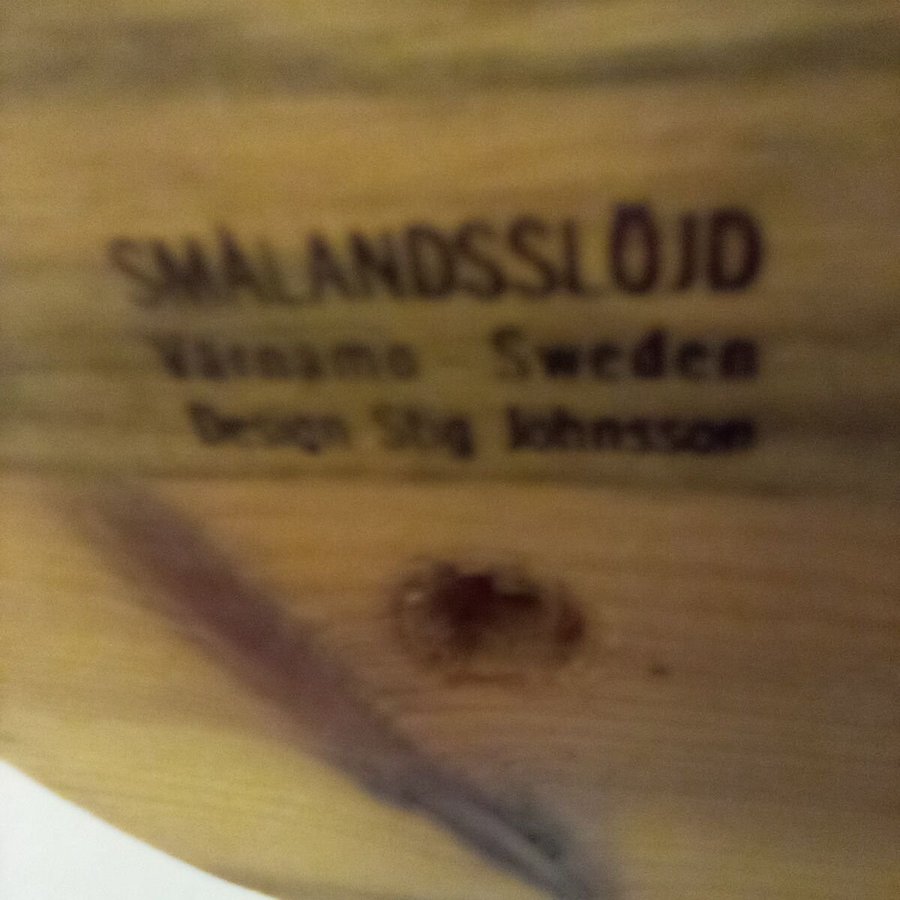 SMÅLANDSSLÖJD
Värnamo Sweden
Design Stig Johnsson